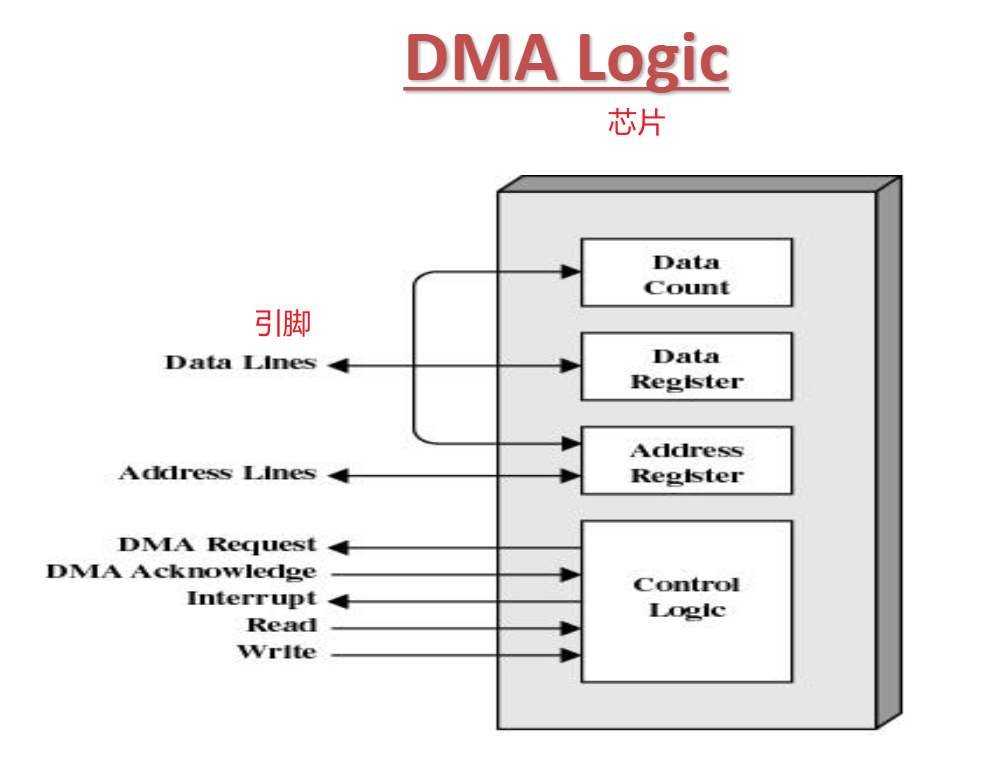 DMA Logic
芯片
Data
Count
引脚
Data Lines
Data
Register
Address Lines
Address
Register
DMA Request
DMA Acknowledge
Interrupt
Read
Write
Control
Logic